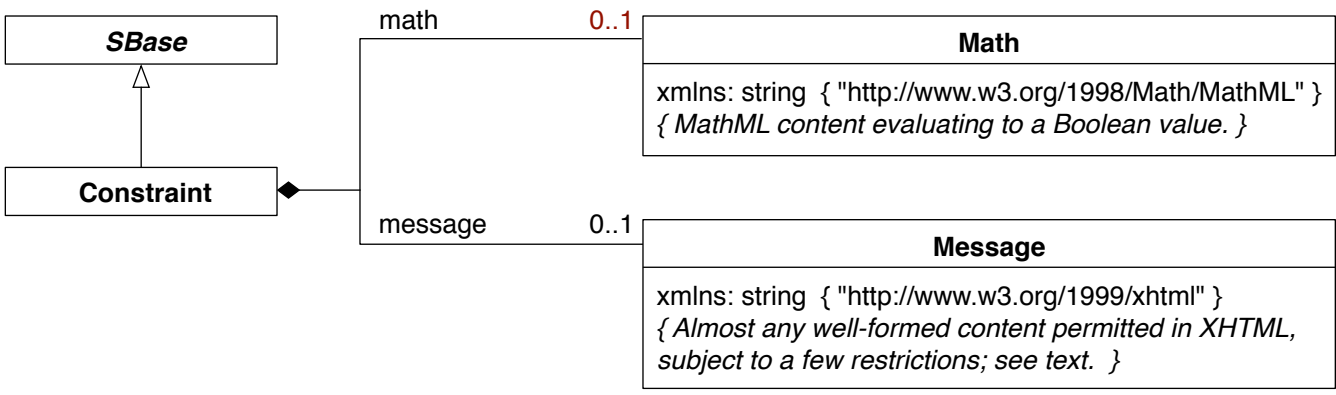 SBase
Constraint
math 0..1
Math
xmlns: string { "http://www.w3.org/1998/Math/MathML" }
{ MathML content evaluating to a Boolean value. }
message 0..1
Message
xmlns: string { "http://www.w3.org/1999/xhtml" }
{ Almost any well-formed content permitted in XHTML,
subject to a few restrictions; see text. }